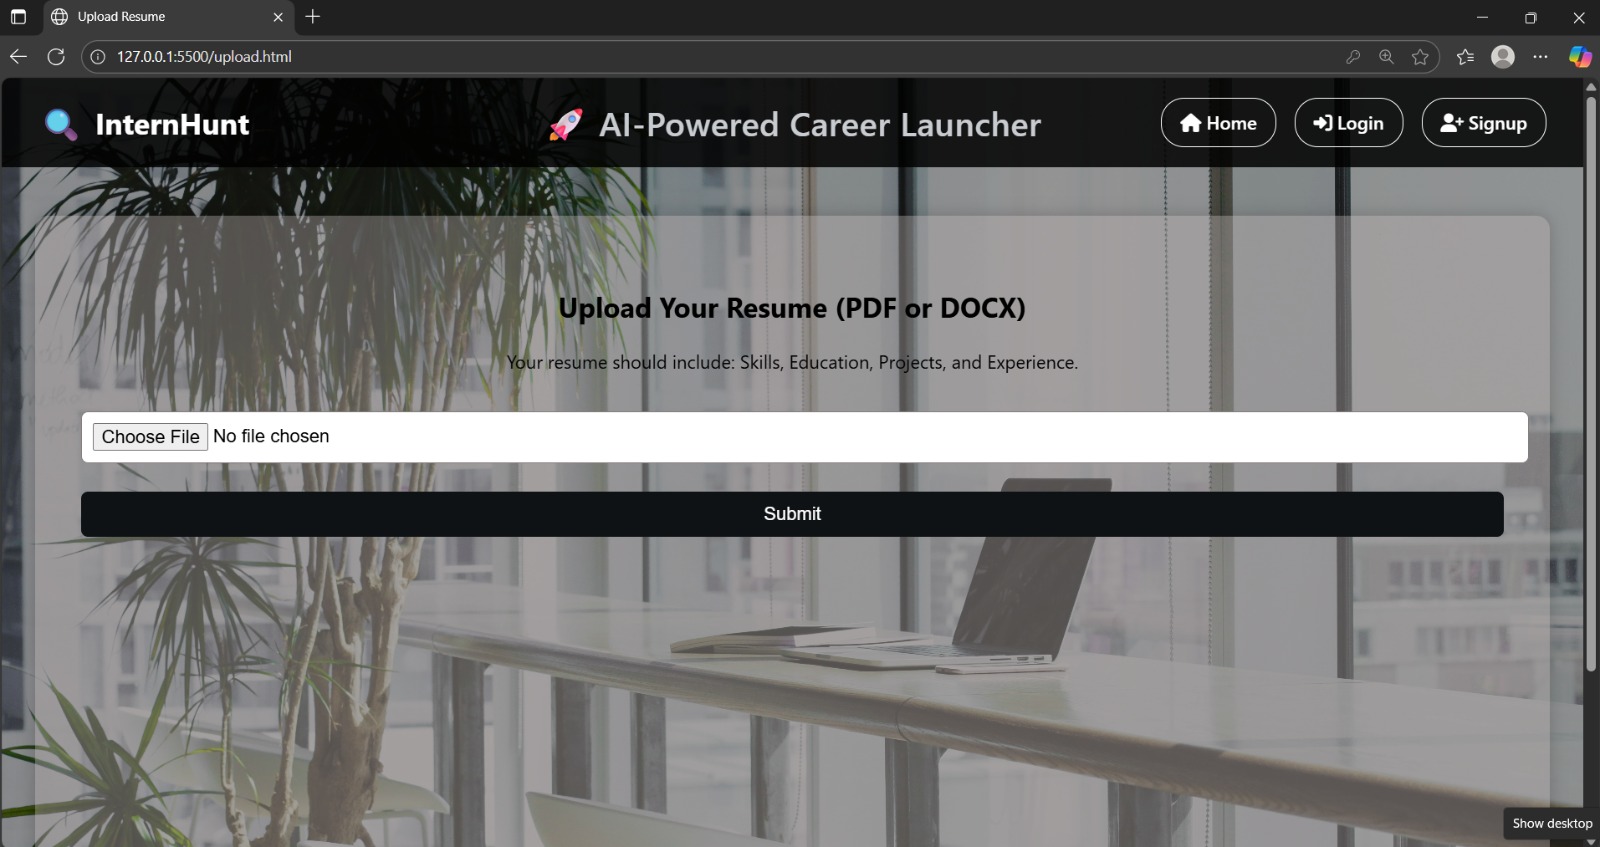 Upload Resume
127.0.0.1:5500/upload.html
InternHunt
AI-Powered Career Launcher
Home
Login
Signup
Upload Your Resume (PDF or DOCX)
Your resume should include: Skills, Education, Projects, and Experience.
Choose File No file chosen
Submit
Show desktop